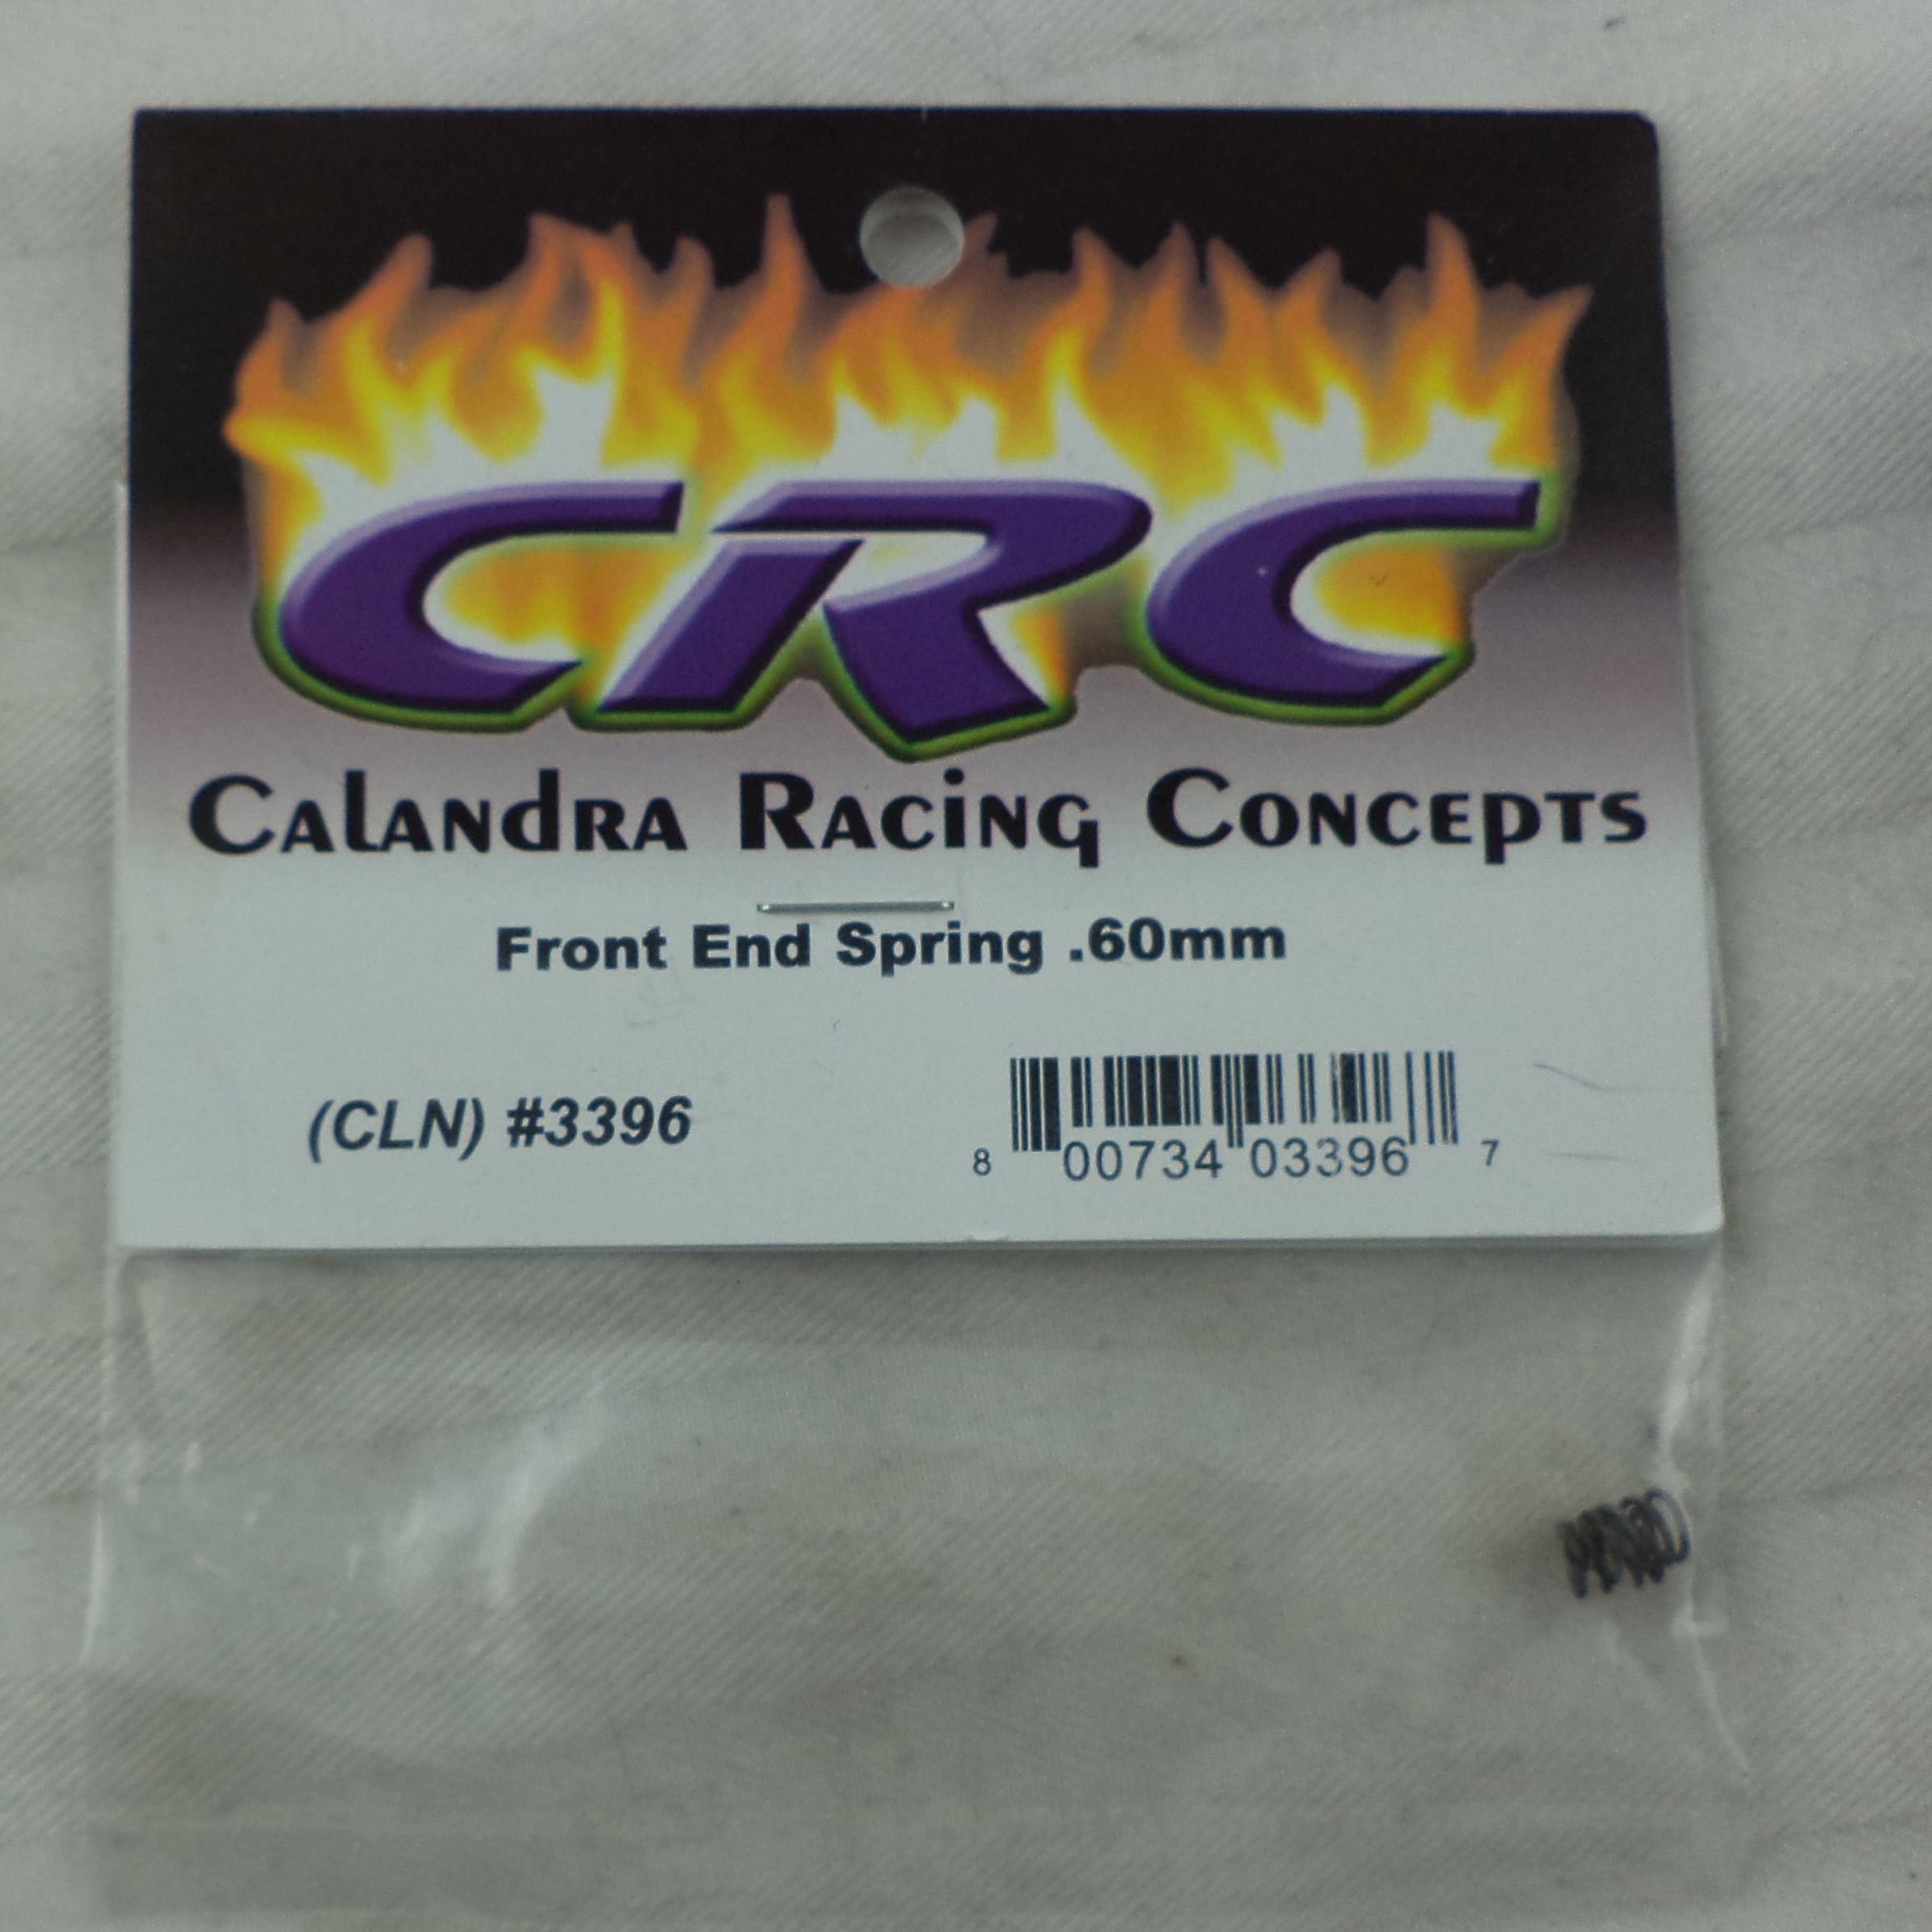 CRC
Calandra Racing Concepts
Front End Spring .60mm
(CLN) #3396
8 00734 03396 7